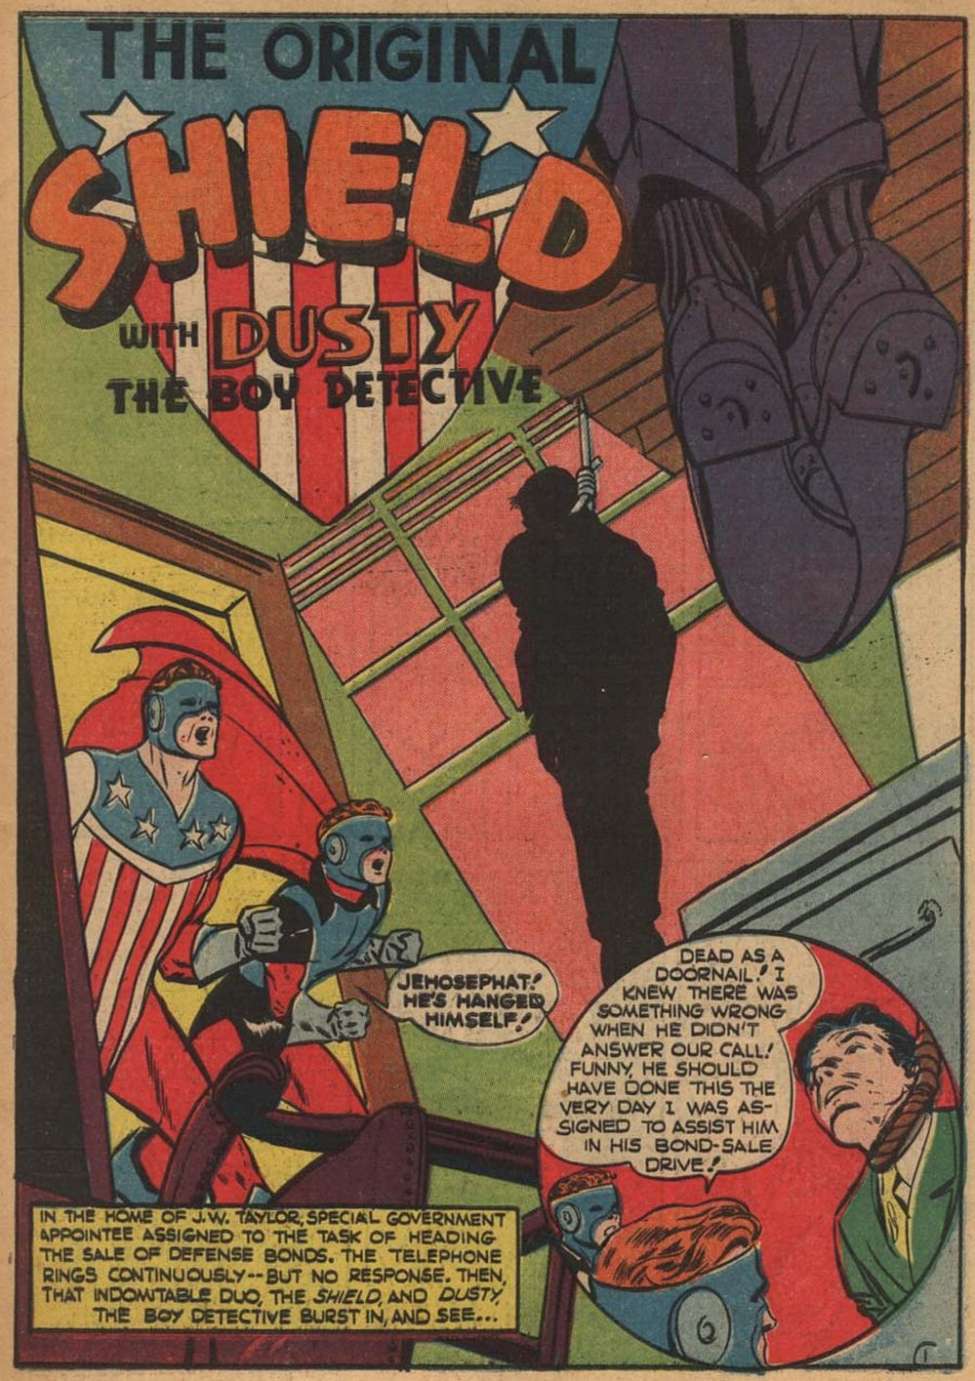 THE ORIGINAL
SHIELD
WITH DUSTY
THE BOY DETECTIVE
JEHOSEPHAT!
HE'S HANGED
HIMSELF!
DEAD AS A
DOORNAIL! I
KNEW THERE WAS
SOMETHING WRONG
WHEN HE DIDN'T
ANSWER OUR CALL!
FUNNY, HE SHOULD
HAVE DONE THIS THE
VERY DAY I WAS AS-
SIGNED TO ASSIST HIM
IN HIS BOND-SALE
DRIVE!
IN THE HOME OF J.W. TAYLOR, SPECIAL GOVERNMENT
APPOINTEE ASSIGNED TO THE TASK OF HEADING
THE SALE OF DEFENSE BONDS. THE TELEPHONE
RINGS CONTINUOUSLY--BUT NO RESPONSE. THEN,
THAT INDOMITABLE DUO, THE SHIELD, AND DUSTY,
THE BOY DETECTIVE BURST IN, AND SEE...
1